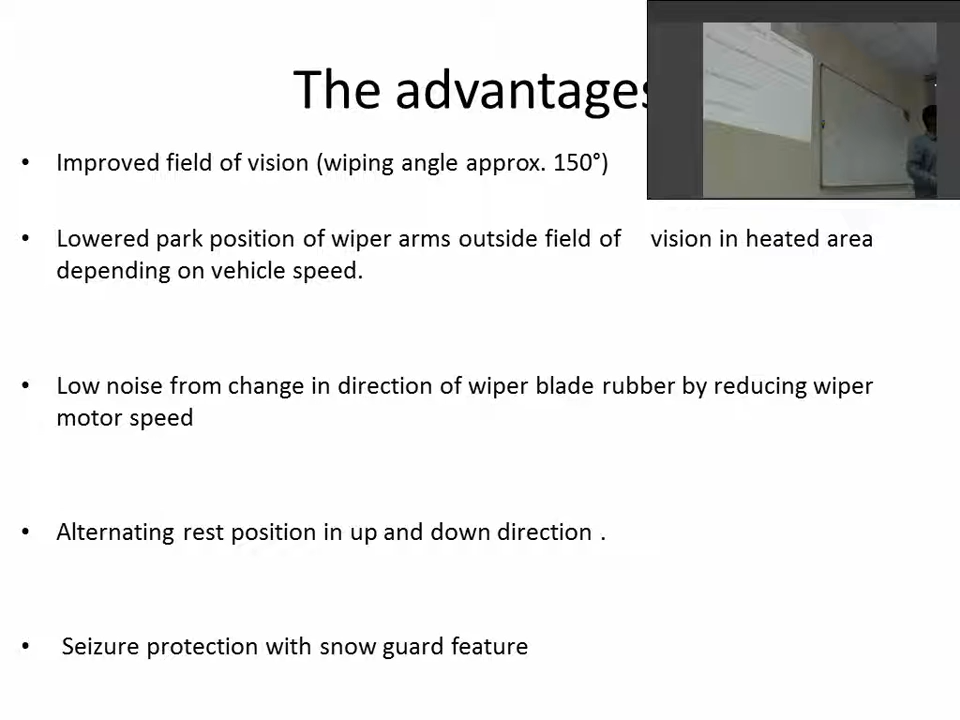 The advantages
• Improved field of vision (wiping angle approx. 150°)
• Lowered park position of wiper arms outside field of vision in heated area
depending on vehicle speed.
• Low noise from change in direction of wiper blade rubber by reducing wiper
motor speed
• Alternating rest position in up and down direction .
• Seizure protection with snow guard feature